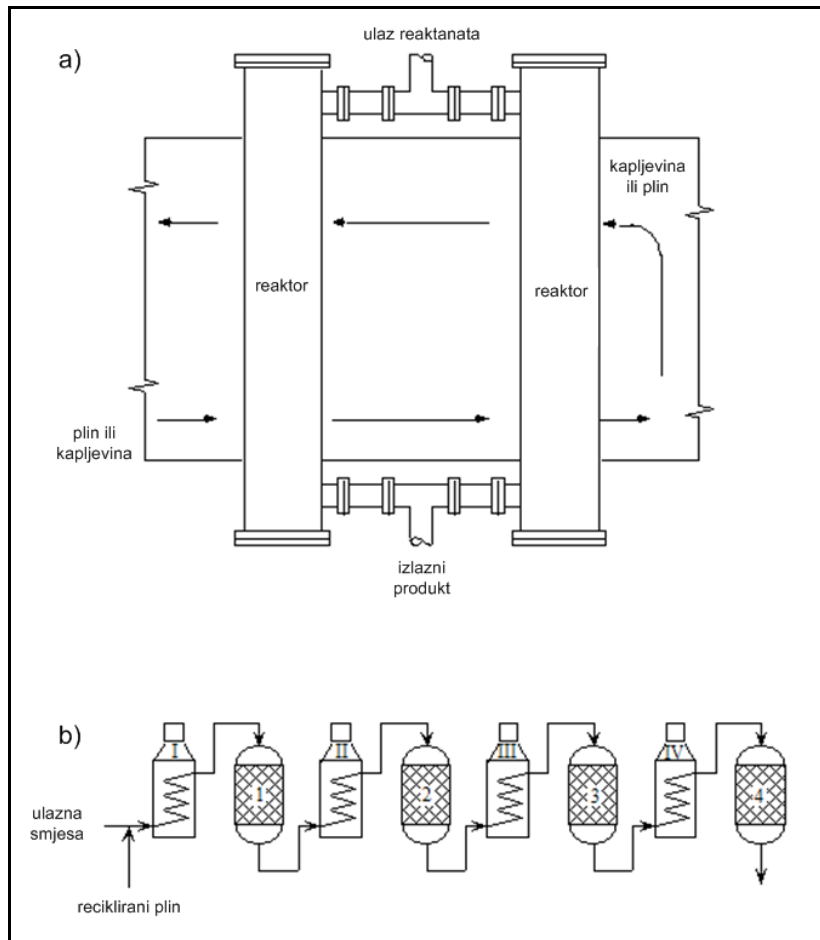 a)
ulaz reaktanata
kapljevina
ili plin
reaktor
reaktor
plin ili
kapljevina
izlazni
produkt
b)
I
II
III
IV
1
2
3
4
ulazna
smjesa
reciklirani plin